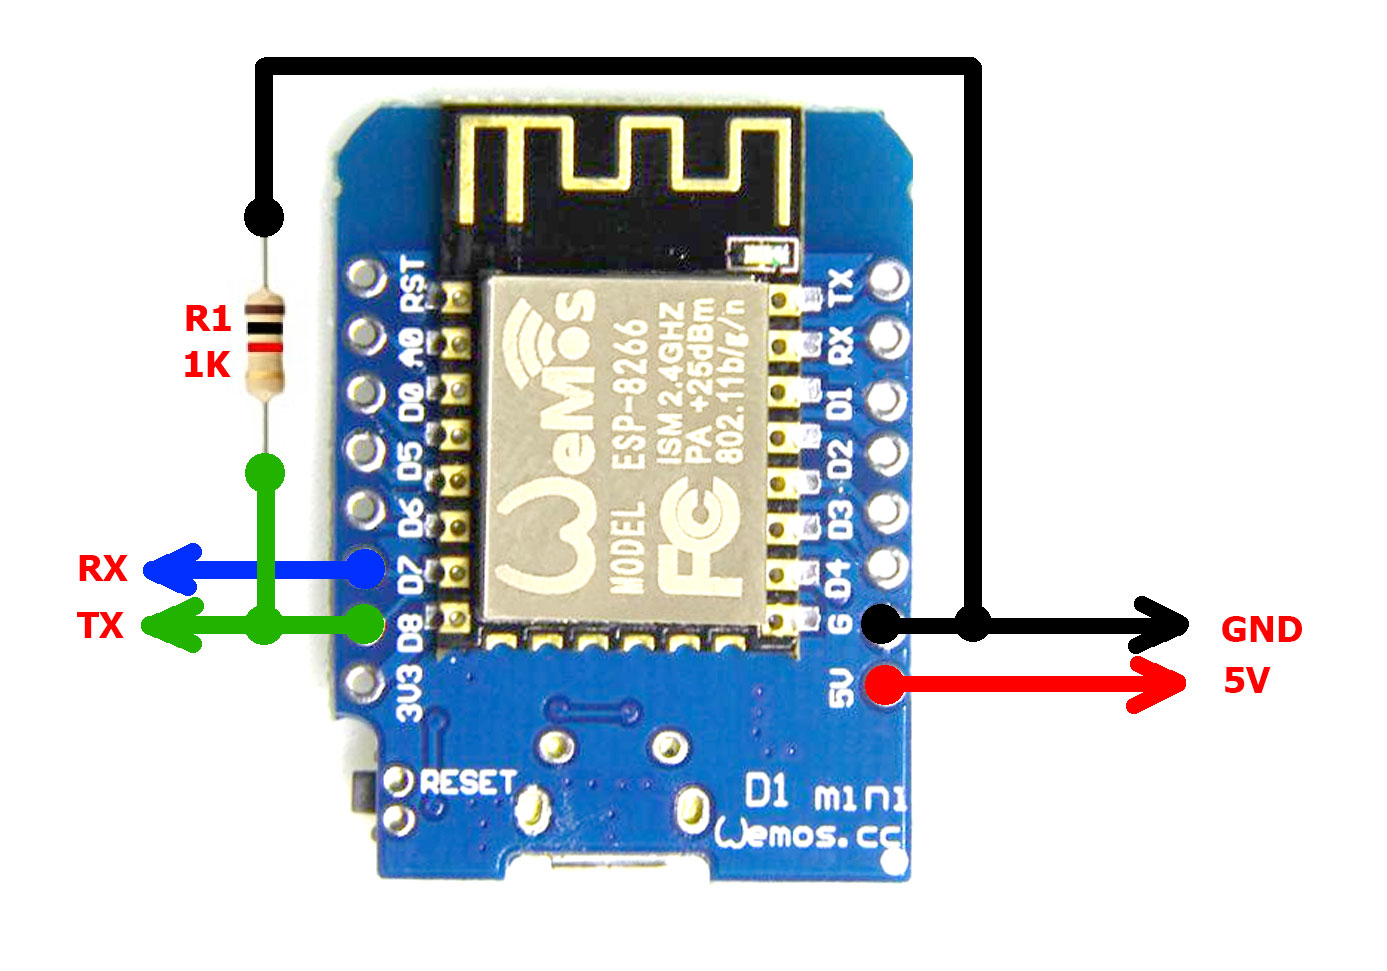 R1
1K
RX
TX
RST
A0
D0
D5
D6
D7
D8
3V3
WeMos
MODEL ESP-8266
ISM 2.4GHZ
PA +25dBm
802.11b/g/n
FC
TX
RX
D1
D2
D3
D4
G
5V
GND
5V
RESET
D1 mini
Wemos.cc